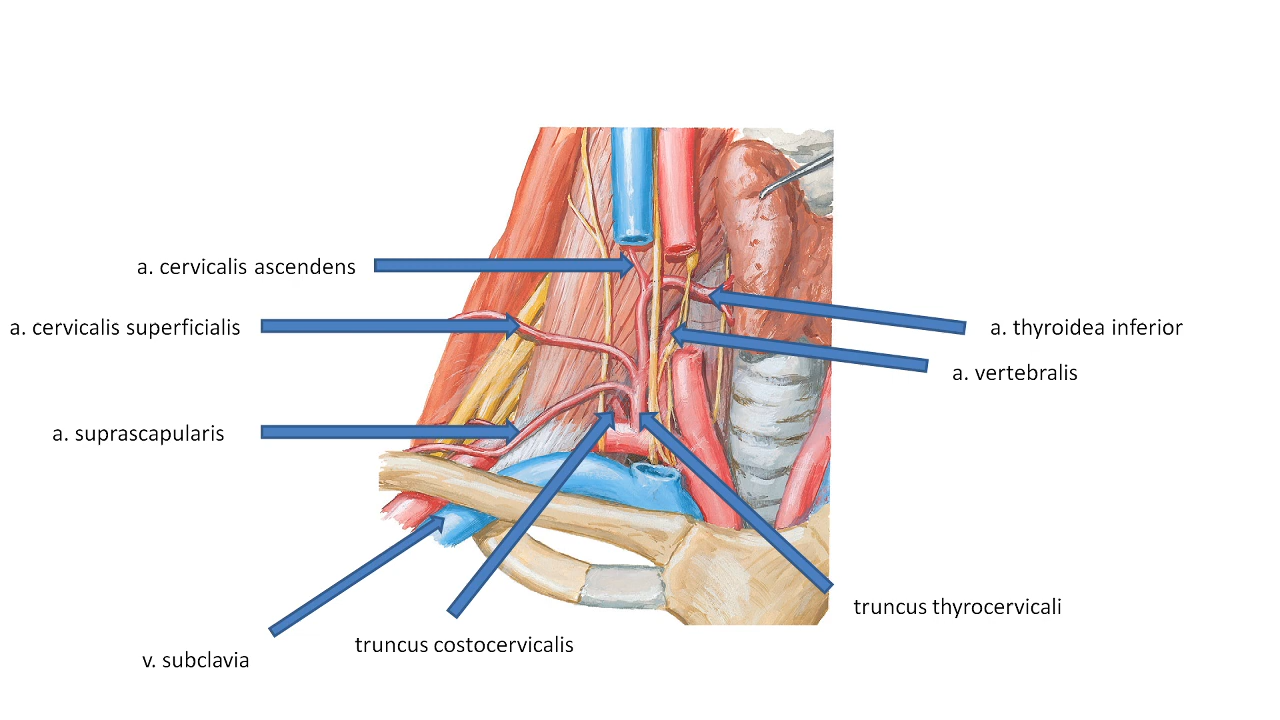 a. cervicalis ascendens
a. cervicalis superficialis
a. thyroidea inferior
a. vertebralis
a. suprascapularis
truncus thyrocervicali
truncus costocervicalis
v. subclavia